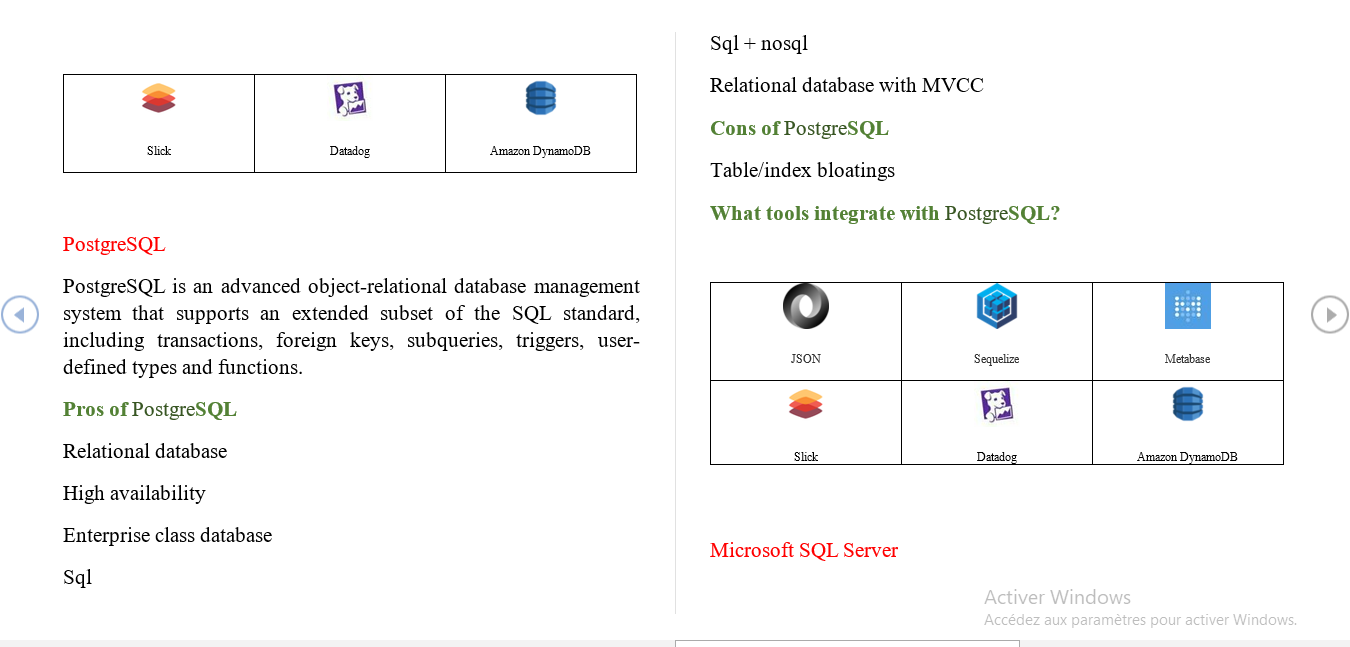 Slick
Datadog
Amazon DynamoDB
PostgreSQL
PostgreSQL is an advanced object-relational database management
system that supports an extended subset of the SQL standard,
including transactions, foreign keys, subqueries, triggers, user-
defined types and functions.
Pros of PostgreSQL
Relational database
High availability
Enterprise class database
Sql
Sql + nosql
Relational database with MVCC
Cons of PostgreSQL
Table/index bloatings
What tools integrate with PostgreSQL?
JSON
Sequelize
Metabase
Slick
Datadog
Amazon DynamoDB
Microsoft SQL Server
Activer Windows
Accédez aux paramètres pour activer Windows.